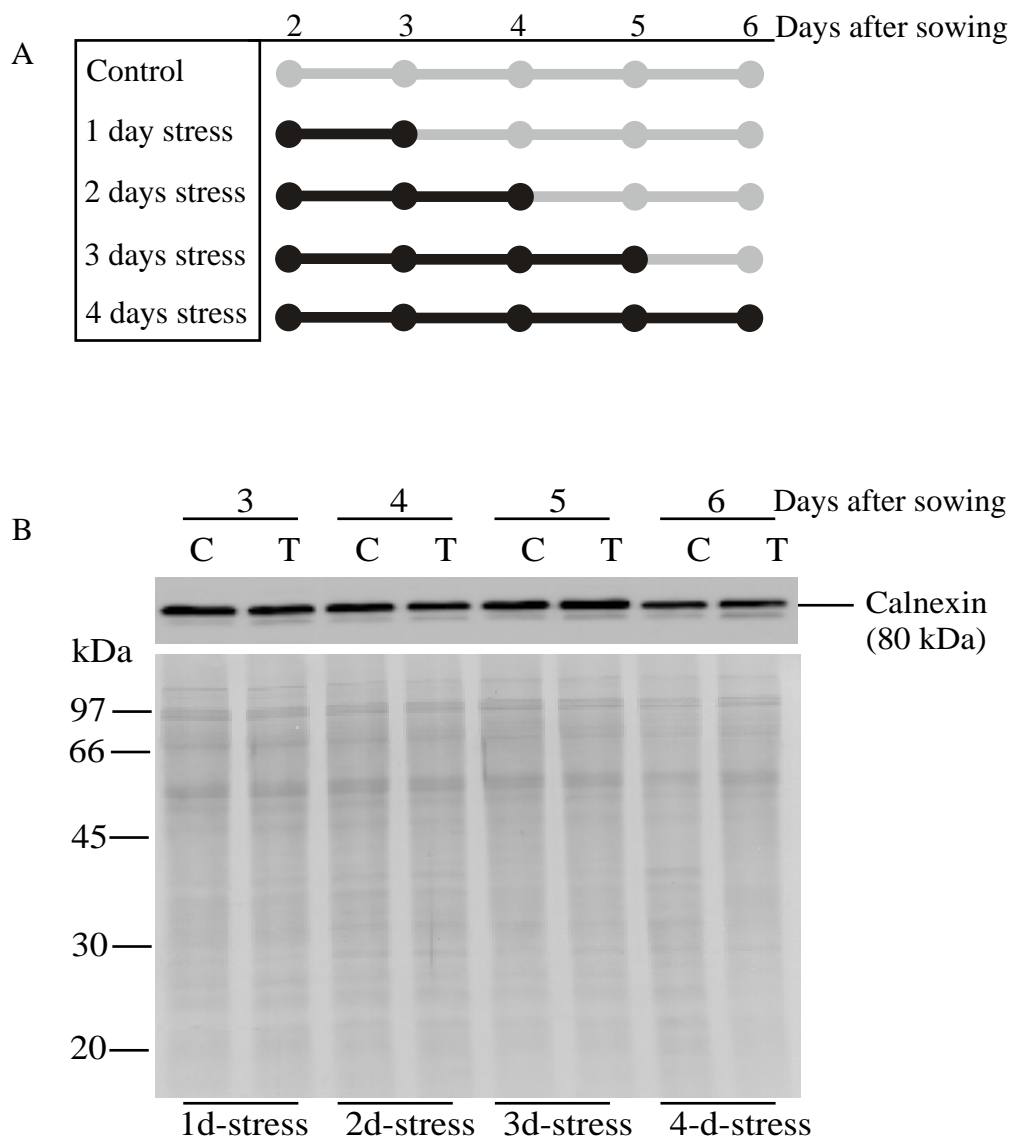 A
2 3 4 5 6 Days after sowing
Control
1 day stress
2 days stress
3 days stress
4 days stress
B
3 4 5 6 Days after sowing
C T C T C T C T
Calnexin
(80 kDa)
kDa
97
66
45
30
20
1d-stress 2d-stress 3d-stress 4-d-stress